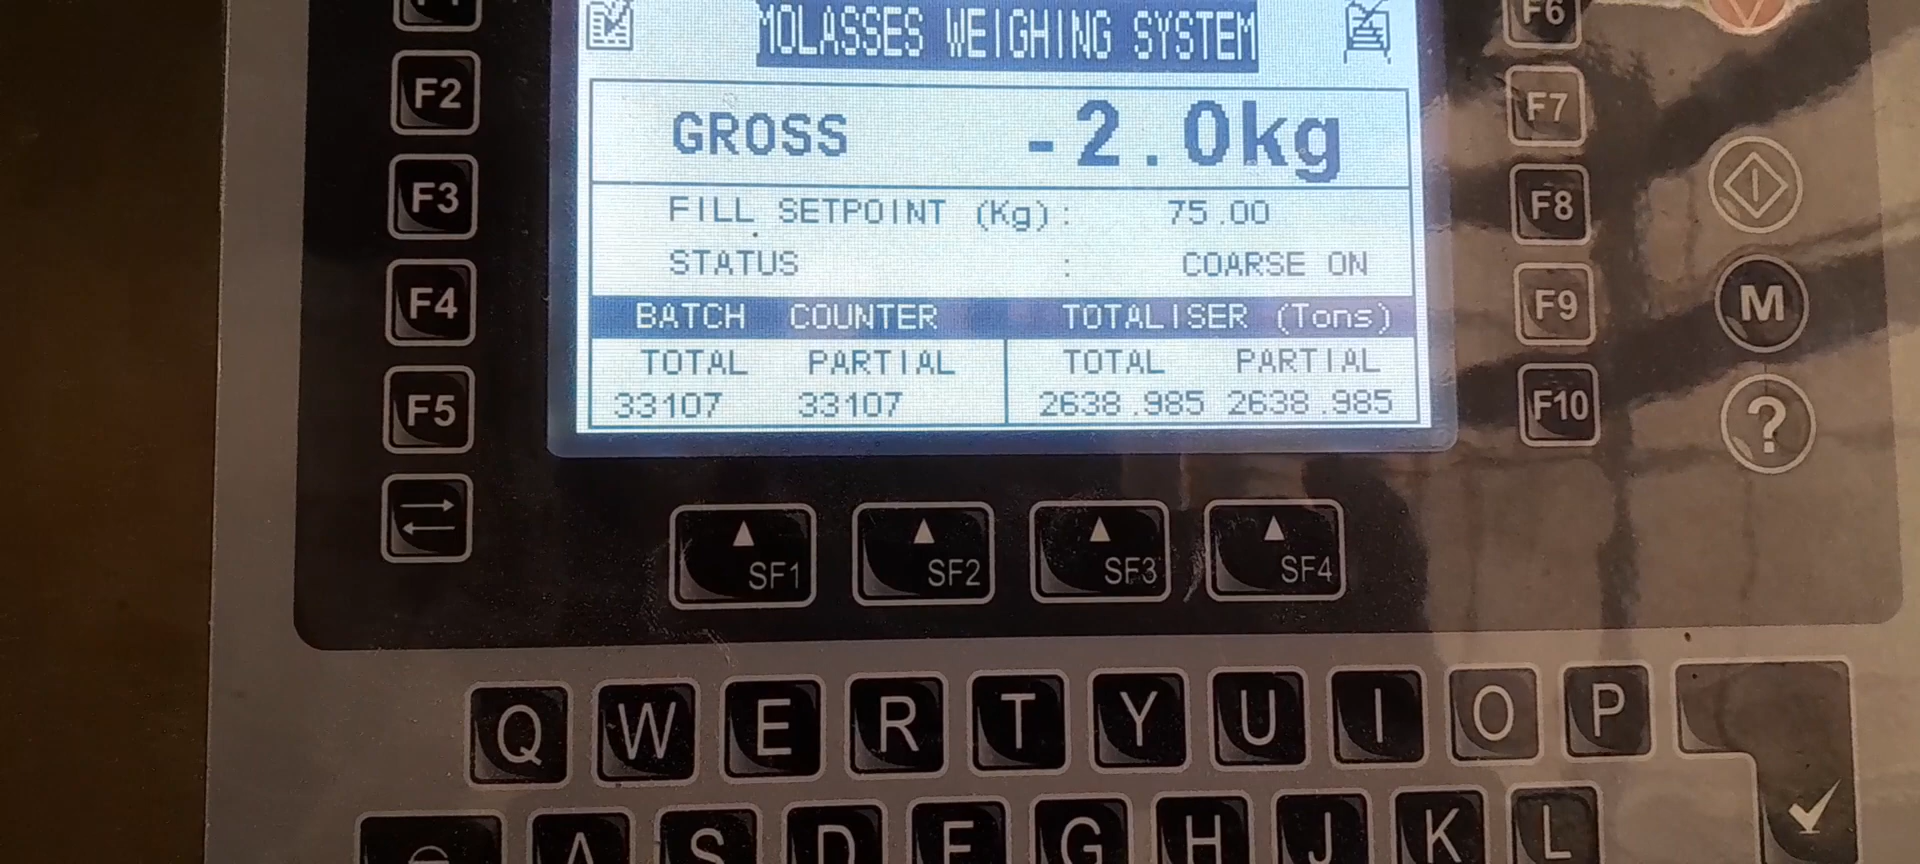 MOLASSES WEIGHING SYSTEM
F6
F2
GROSS -2.0kg
F7
F3
FILL SETPOINT (Kg) : 75.00
F8
STATUS : COARSE ON
F4
BATCH COUNTER TOTALISER (Tons)
F9
M
TOTAL PARTIAL TOTAL PARTIAL
F5
33107 33107 2638.985 2638.985
F10
?
SF1 SF2 SF3 SF4
Q W E R T Y U I O P
A S D F G H J K L